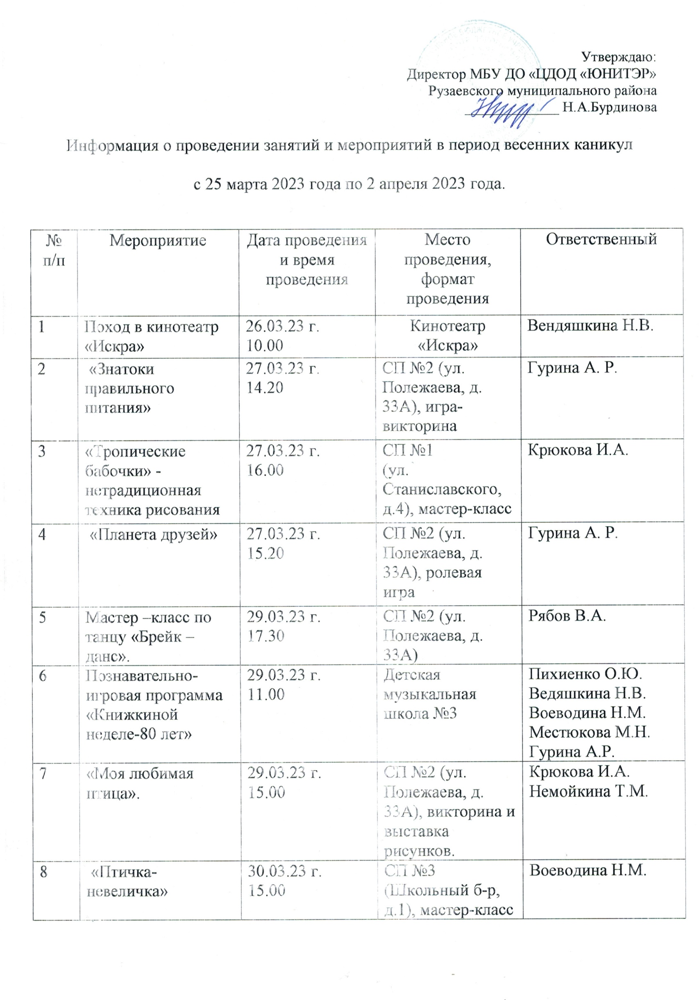 Утверждаю:
Директор МБУ ДО «ЦДОД «ЮНИТЭР»
Рузаевского муниципального района
Н.А.Бурдинова
Информация о проведении занятий и мероприятий в период весенних каникул
с 25 марта 2023 года по 2 апреля 2023 года.
№
п/п
Мероприятие
Дата проведения
и время
проведения
Место
проведения,
формат
проведения
Ответственный
1
Поход в кинотеатр
«Искра»
26.03.23 г.
10.00
Кинотеатр
«Искра»
Вендяшкина Н.В.
2
«Знатоки
правильного
питания»
27.03.23 г.
14.20
СП №2 (ул.
Полежаева, д.
33А), игра-
викторина
Гурина А. Р.
3
«Тропические
бабочки» -
нетрадиционная
техника рисования
27.03.23 г.
16.00
СП №1
(ул.
Станиславского,
д.4), мастер-класс
Крюкова И.А.
4
«Планета друзей»
27.03.23 г.
15.20
СП №2 (ул.
Полежаева, д.
33А), ролевая
игра
Гурина А. Р.
5
Мастер –класс по
танцу «Брейк –
данс».
29.03.23 г.
17.30
СП №2 (ул.
Полежаева, д.
33А)
Рябов В.А.
6
Познавательно-
игровая программа
«Книжкиной
неделе-80 лет»
29.03.23 г.
11.00
Детская
музыкальная
школа №3
Пихиенко О.Ю.
Ведяшкина Н.В.
Воеводина Н.М.
Местюкова М.Н.
Гурина А.Р.
7
«Моя любимая
птица».
29.03.23 г.
15.00
СП №2 (ул.
Полежаева, д.
33А), викторина и
выставка
рисунков.
Крюкова И.А.
Немойкина Т.М.
8
«Птичка-
невеличка»
30.03.23 г.
15.00
СП №3
(Школьный б-р,
д.1), мастер-класс
Воеводина Н.М.